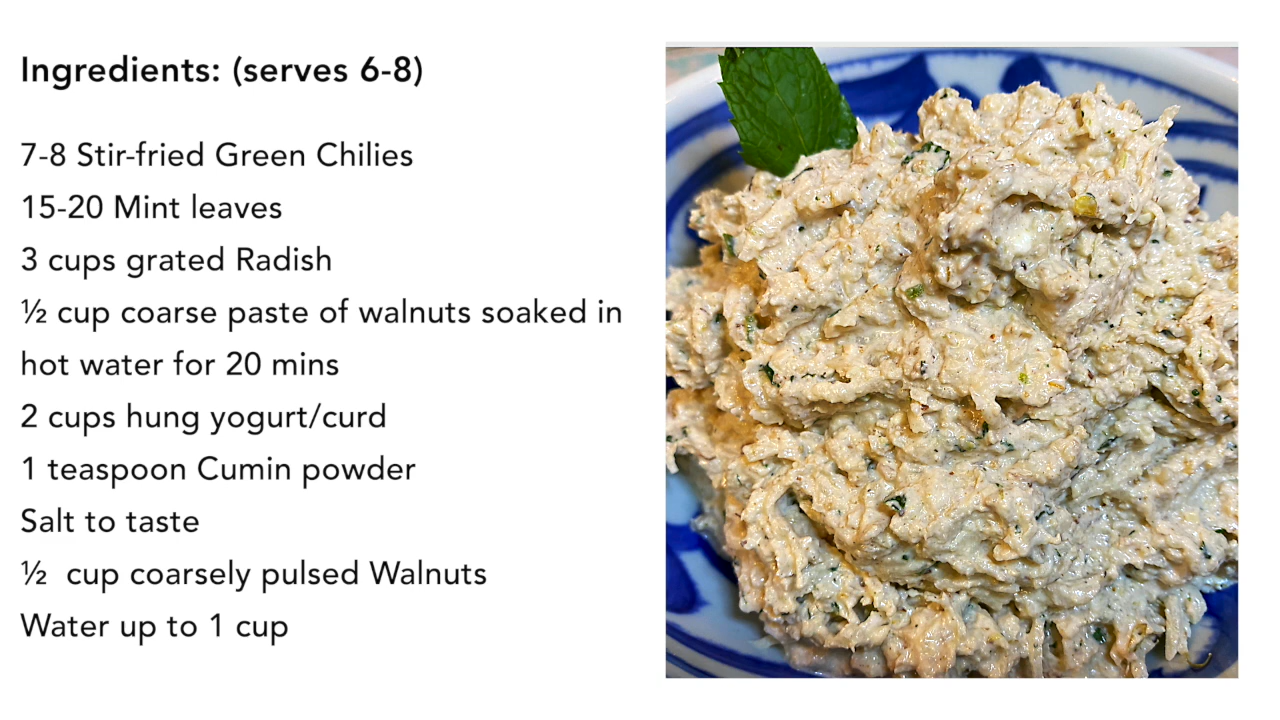 Ingredients: (serves 6-8)
7-8 Stir-fried Green Chilies
15-20 Mint leaves
3 cups grated Radish
½ cup coarse paste of walnuts soaked in
hot water for 20 mins
2 cups hung yogurt/curd
1 teaspoon Cumin powder
Salt to taste
½  cup coarsely pulsed Walnuts
Water up to 1 cup